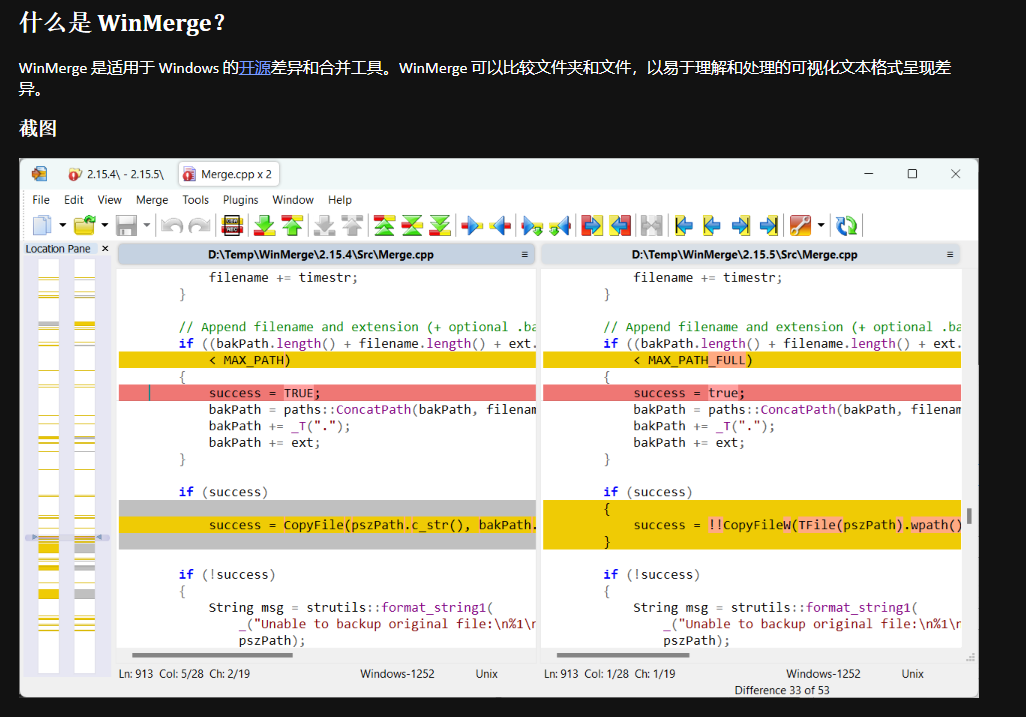 什么是 WinMerge？
WinMerge 是适用于 Windows 的开源差异和合并工具。WinMerge 可以比较文件夹和文件，以易于理解和处理的可视化文本格式呈现差
异。
截图
2.15.4\ - 2.15.5\ Merge.cpp x 2
File Edit View Merge Tools Plugins Window Help
Location Pane ×
D:\Temp\WinMerge\2.15.4\Src\Merge.cpp
filename += timestr;
}
// Append filename and extension (+ optional .ba
if ((bakPath.length() + filename.length() + ext.
< MAX_PATH)
{
success = TRUE;
bakPath = paths::ConcatPath(bakPath, filenam
bakPath += _T(".");
bakPath += ext;
}
if (success)
success = CopyFile(pszPath.c_str(), bakPath.
if (!success)
{
String msg = strutils::format_string1(
_("Unable to backup original file:\n%1\n
pszPath);
Ln: 913 Col: 5/28 Ch: 2/19 Windows-1252 Unix
D:\Temp\WinMerge\2.15.5\Src\Merge.cpp
filename += timestr;
}
// Append filename and extension (+ optional .ba
if ((bakPath.length() + filename.length() + ext.
< MAX_PATH_FULL)
{
success = true;
bakPath = paths::ConcatPath(bakPath, filenam
bakPath += _T(".");
bakPath += ext;
}
if (success)
{
success = !!CopyFileW(TFile(pszPath).wpath()
}
if (!success)
{
String msg = strutils::format_string1(
_("Unable to backup original file:\n%1\n
pszPath);
Ln: 913 Col: 1/28 Ch: 1/19 Windows-1252 Unix
Difference 33 of 53